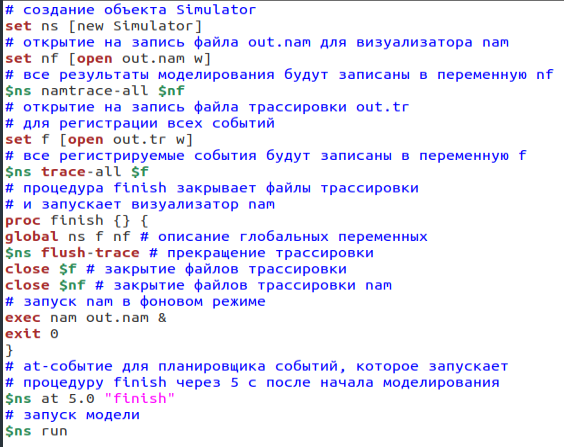 # создание объекта Simulator
set ns [new Simulator]
# открытие на запись файла out.nam для визуализатора nam
set nf [open out.nam w]
# все результаты моделирования будут записаны в переменную nf
$ns namtrace-all $nf
# открытие на запись файла трассировки out.tr
# для регистрации всех событий
set f [open out.tr w]
# все регистрируемые события будут записаны в переменную f
$ns trace-all $f
# процедура finish закрывает файлы трассировки
# и запускает визуализатор nam
proc finish {} {
global ns f nf # описание глобальных переменных
$ns flush-trace # прекращение трассировки
close $f # закрытие файлов трассировки
close $nf # закрытие файлов трассировки nam
# запуск nam в фоновом режиме
exec nam out.nam &
exit 0
}
# at-событие для планировщика событий, которое запускает
# процедуру finish через 5 с после начала моделирования
$ns at 5.0 "finish"
# запуск модели
$ns run